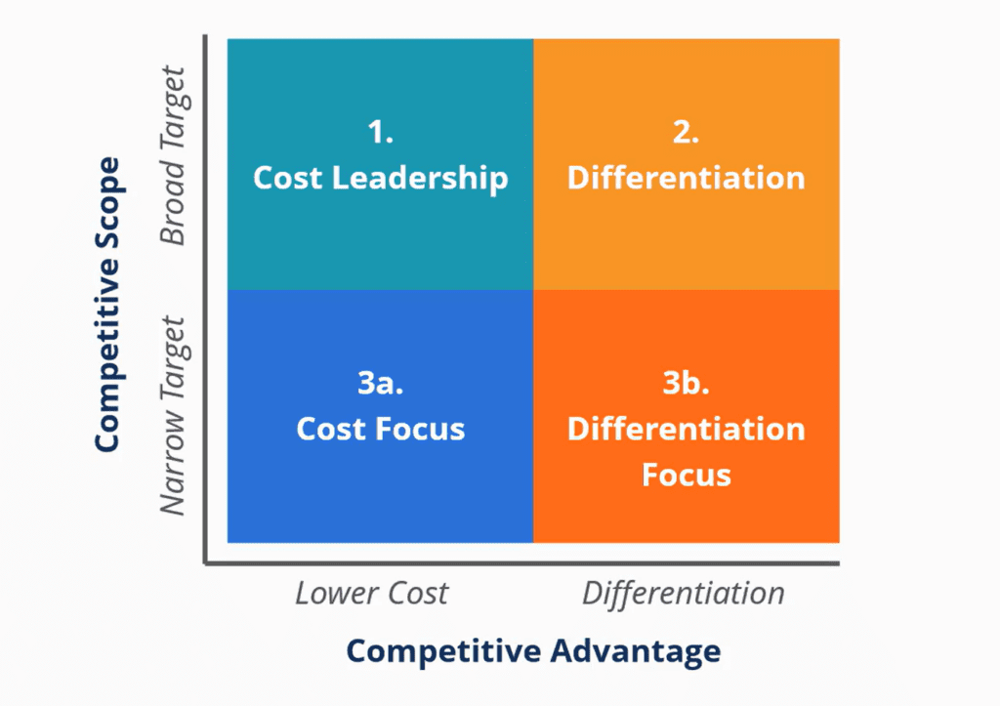 Competitive Scope
Broad Target
Narrow Target
1.
Cost Leadership
2.
Differentiation
3a.
Cost Focus
3b.
Differentiation
Focus
Lower Cost
Differentiation
Competitive Advantage